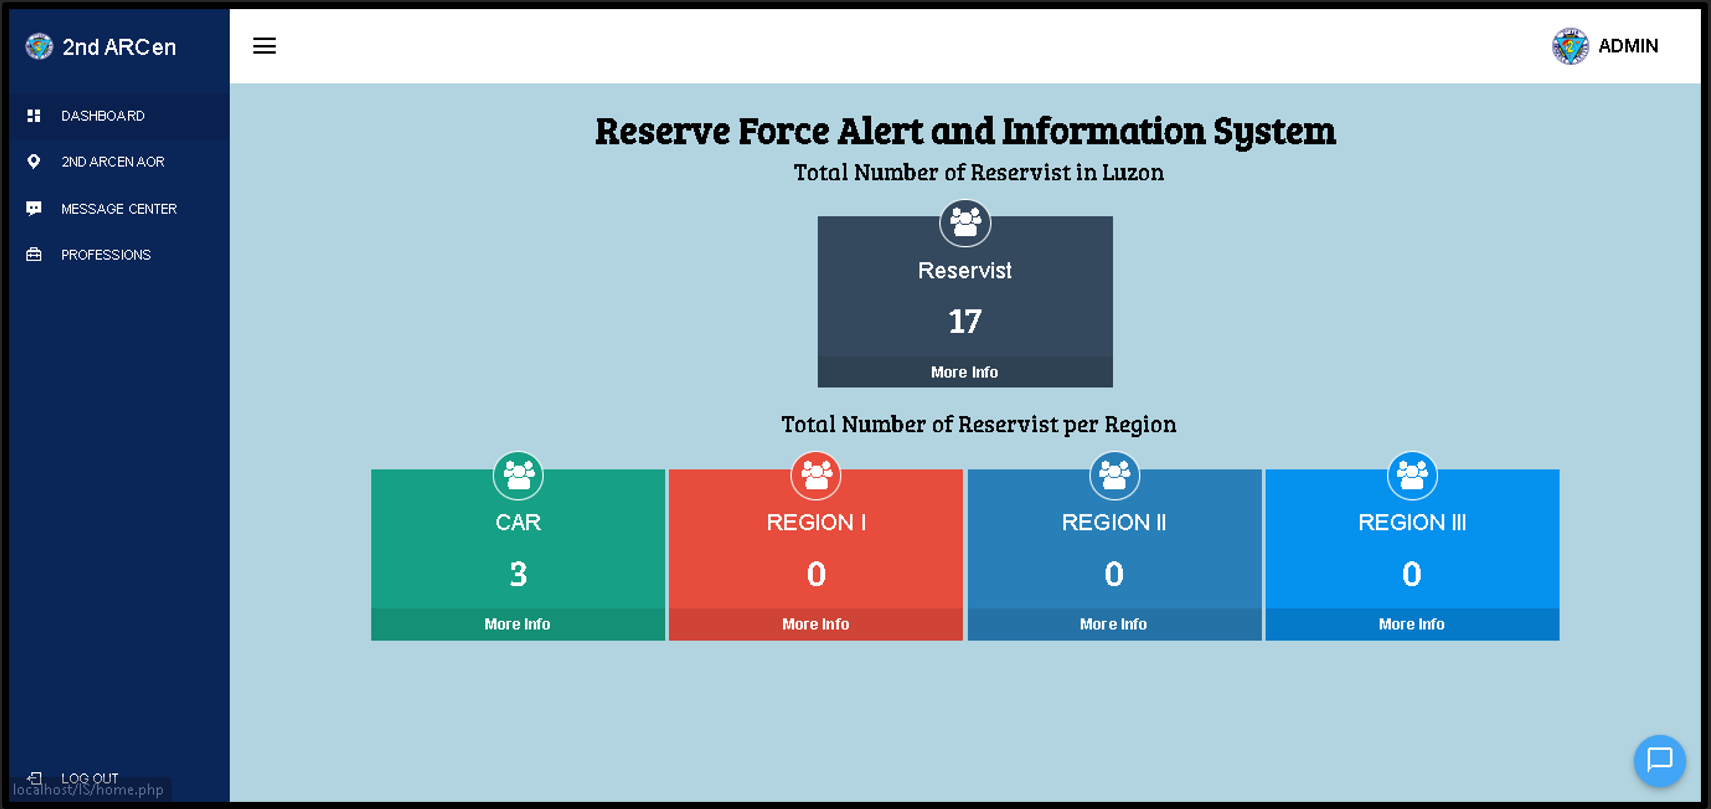 2nd ARCen
ADMIN
DASHBOARD
2ND ARCEN AOR
MESSAGE CENTER
PROFESSIONS
LOG OUT
localhost/IS/home.php
Reserve Force Alert and Information System
Total Number of Reservist in Luzon
Reservist
17
More Info
Total Number of Reservist per Region
CAR
3
More Info
REGION I
0
More Info
REGION II
0
More Info
REGION III
0
More Info